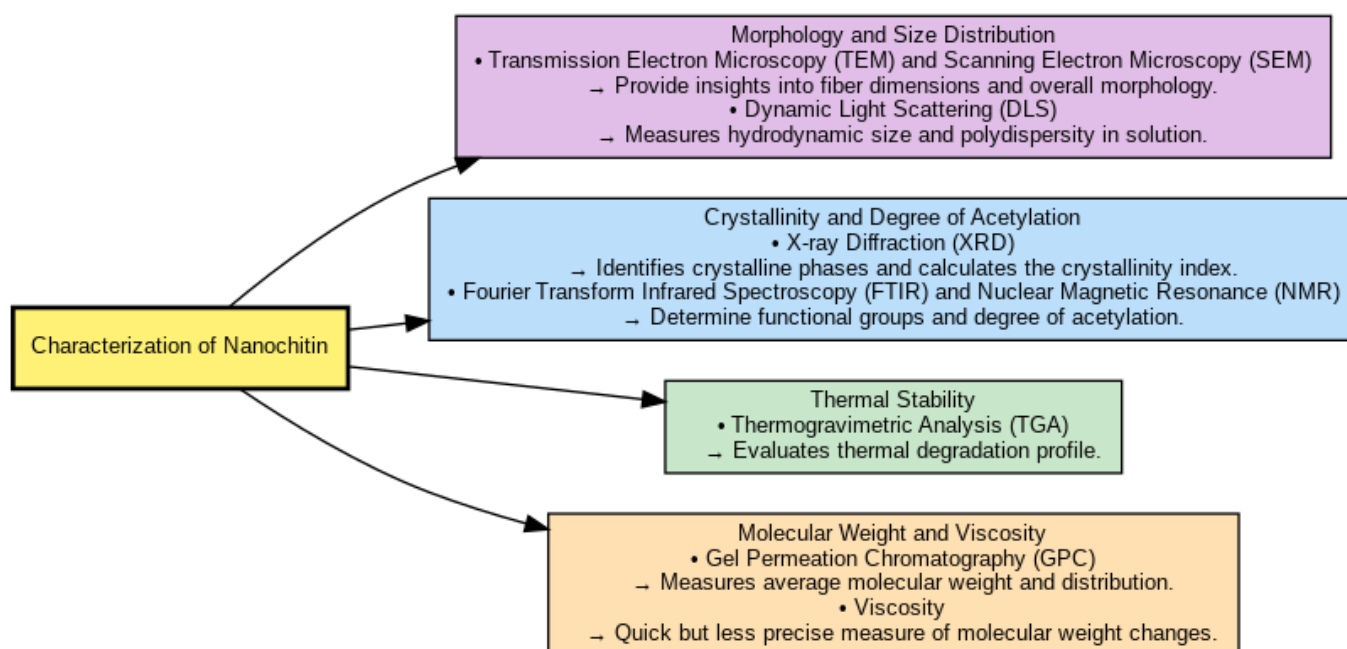 Morphology and Size Distribution
• Transmission Electron Microscopy (TEM) and Scanning Electron Microscopy (SEM)
→ Provide insights into fiber dimensions and overall morphology.
• Dynamic Light Scattering (DLS)
→ Measures hydrodynamic size and polydispersity in solution.
Crystallinity and Degree of Acetylation
• X-ray Diffraction (XRD)
→ Identifies crystalline phases and calculates the crystallinity index.
• Fourier Transform Infrared Spectroscopy (FTIR) and Nuclear Magnetic Resonance (NMR)
→ Determine functional groups and degree of acetylation.
Characterization of Nanochitin
Thermal Stability
• Thermogravimetric Analysis (TGA)
→ Evaluates thermal degradation profile.
Molecular Weight and Viscosity
• Gel Permeation Chromatography (GPC)
→ Measures average molecular weight and distribution.
• Viscosity
→ Quick but less precise measure of molecular weight changes.